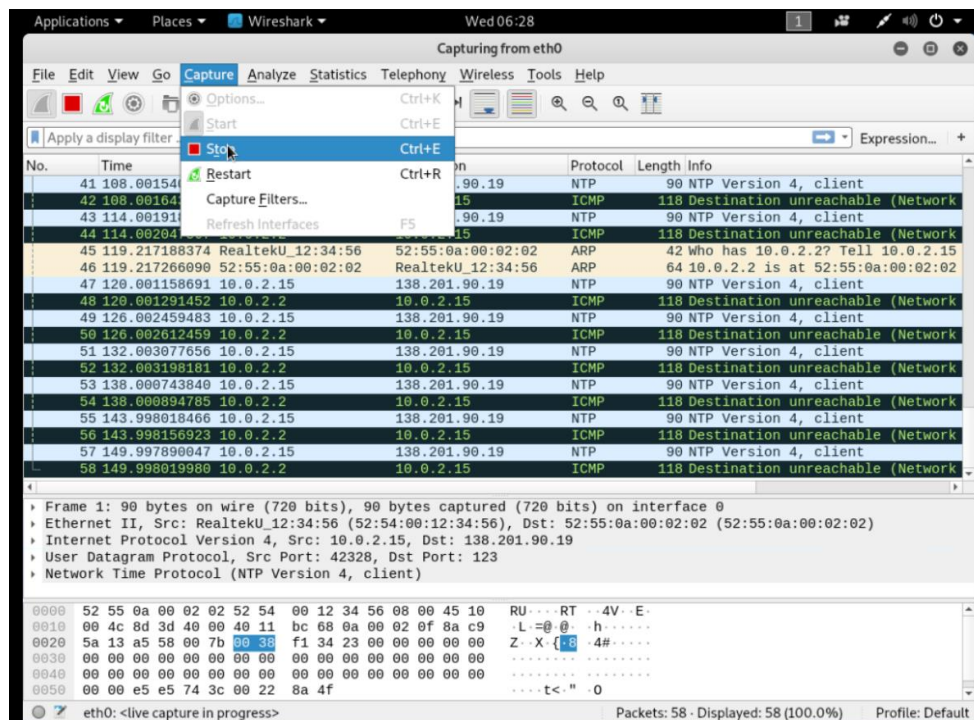 Applications Places Wireshark Wed 06:28 1
Capturing from eth0
File Edit View Go Capture Analyze Statistics Telephony Wireless Tools Help
Options... Ctrl+K
Start Ctrl+E
Apply a display filter Expression... +
Stop Ctrl+E
No. Time Protocol Length Info
Restart Ctrl+R
41 108.00154 .90.19 NTP 90 NTP Version 4, client
Capture Filters...
42 108.00164 ICMP 118 Destination unreachable (Network
43 114.00191 .90.19 NTP 90 NTP Version 4, client
Refresh Interfaces F5
44 114.00204 ICMP 118 Destination unreachable (Network
45 119.217188374 RealtekU_12:34:56 52:55:0a:00:02:02 ARP 42 Who has 10.0.2.2? Tell 10.0.2.15
46 119.217266090 52:55:0a:00:02:02 RealtekU_12:34:56 ARP 64 10.0.2.2 is at 52:55:0a:00:02:02
47 120.001158691 10.0.2.15 138.201.90.19 NTP 90 NTP Version 4, client
48 120.001291452 10.0.2.2 10.0.2.15 ICMP 118 Destination unreachable (Network
49 126.002459483 10.0.2.15 138.201.90.19 NTP 90 NTP Version 4, client
50 126.002612459 10.0.2.2 10.0.2.15 ICMP 118 Destination unreachable (Network
51 132.003077656 10.0.2.15 138.201.90.19 NTP 90 NTP Version 4, client
52 132.003198181 10.0.2.2 10.0.2.15 ICMP 118 Destination unreachable (Network
53 138.000743840 10.0.2.15 138.201.90.19 NTP 90 NTP Version 4, client
54 138.000894785 10.0.2.2 10.0.2.15 ICMP 118 Destination unreachable (Network
55 143.998018466 10.0.2.15 138.201.90.19 NTP 90 NTP Version 4, client
56 143.998156923 10.0.2.2 10.0.2.15 ICMP 118 Destination unreachable (Network
57 149.997890047 10.0.2.15 138.201.90.19 NTP 90 NTP Version 4, client
58 149.998019980 10.0.2.2 10.0.2.15 ICMP 118 Destination unreachable (Network
Frame 1: 90 bytes on wire (720 bits), 90 bytes captured (720 bits) on interface 0
Ethernet II, Src: RealtekU_12:34:56 (52:54:00:12:34:56), Dst: 52:55:0a:00:02:02 (52:55:0a:00:02:02)
Internet Protocol Version 4, Src: 10.0.2.15, Dst: 138.201.90.19
User Datagram Protocol, Src Port: 42328, Dst Port: 123
Network Time Protocol (NTP Version 4, client)
0000 52 55 0a 00 02 02 52 54 00 12 34 56 08 00 45 10 RU····RT ··4V··E·
0010 00 4c 8d 3d 40 00 40 11 bc 68 0a 00 02 0f 8a c9 ·L·=@·@· ·h······
0020 5a 13 a5 58 00 7b 00 38 f1 34 23 00 00 00 00 00 Z··X·{·8 ·4#·····
0030 00 00 00 00 00 00 00 00 00 00 00 00 00 00 00 00 ········ ········
0040 00 00 00 00 00 00 00 00 00 00 00 00 00 00 00 00 ········ ········
0050 00 00 e5 e5 74 3c 00 22 8a 4f ····t<·" ·O
eth0: <live capture in progress> Packets: 58 · Displayed: 58 (100.0%) Profile: Default